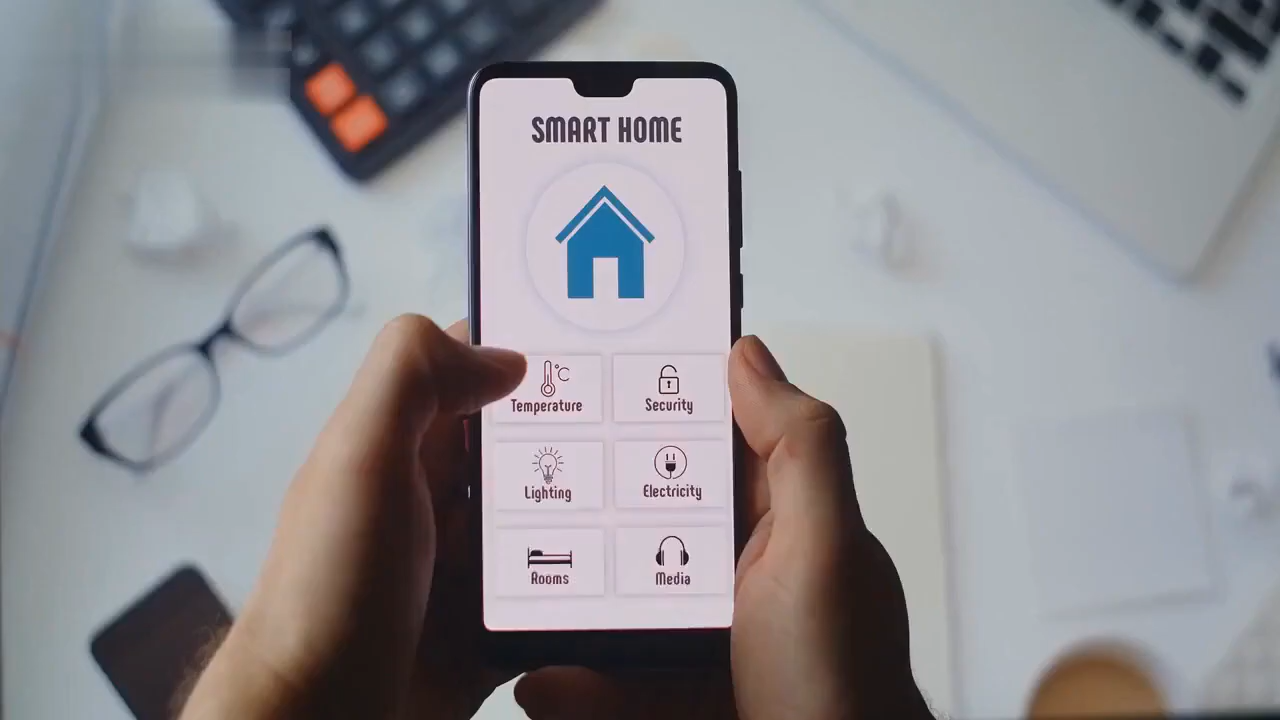 SMART HOME
°C
Temperature
Security
Lighting
Electricity
Rooms
Media